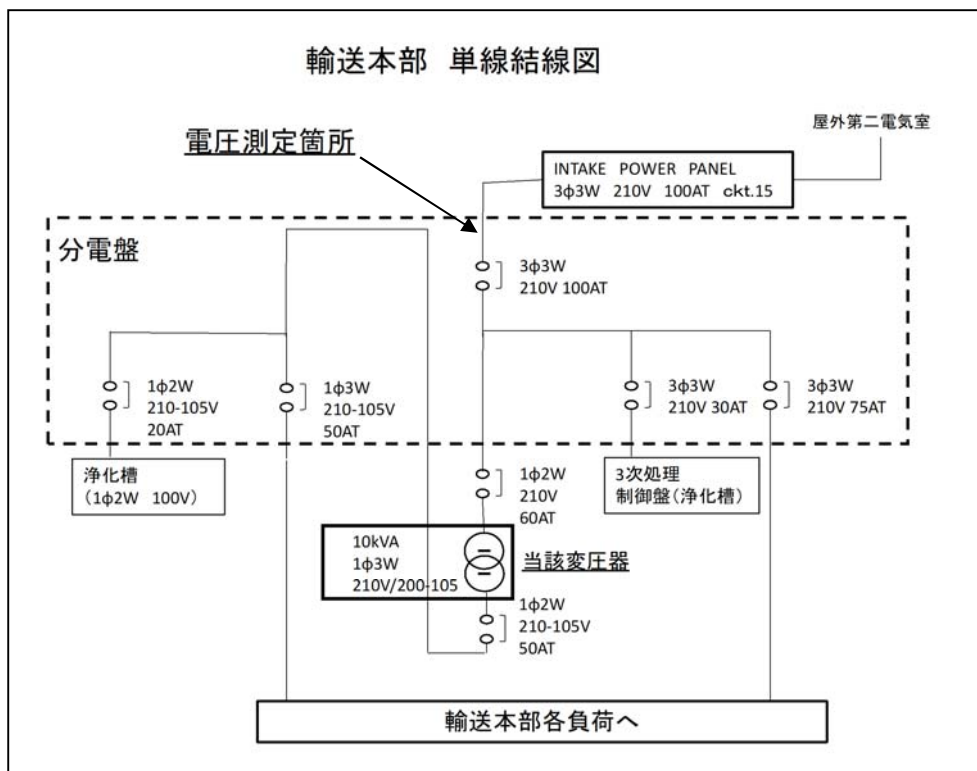 輸送本部 単線結線図
屋外第二電気室
電圧測定箇所
INTAKE POWER PANEL
3φ3W 210V 100AT ckt.15
分電盤
3φ3W
210V 100AT
1φ2W
210-105V
20AT
1φ3W
210-105V
50AT
3φ3W
210V 30AT
3φ3W
210V 75AT
浄化槽
(1φ2W 100V)
1φ2W
210V
60AT
3次処理
制御盤(浄化槽)
10kVA
1φ3W
210V/200-105
当該変圧器
1φ2W
210-105V
50AT
輸送本部各負荷へ